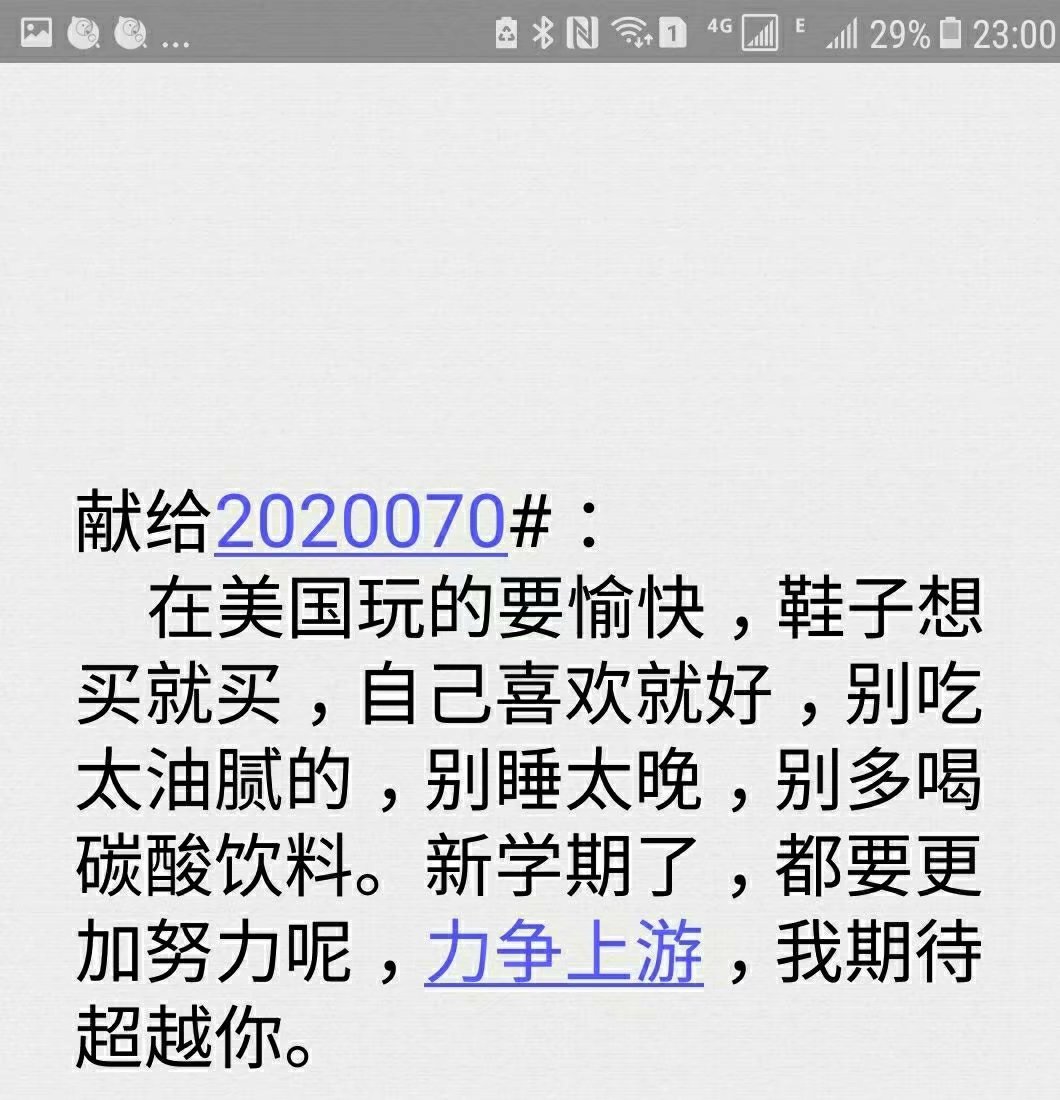 4G E 29% 23:00
献给2020070#：
在美国玩的要愉快，鞋子想
买就买，自己喜欢就好，别吃
太油腻的，别睡太晚，别多喝
碳酸饮料。新学期了，都要更
加努力呢，力争上游，我期待
超越你。